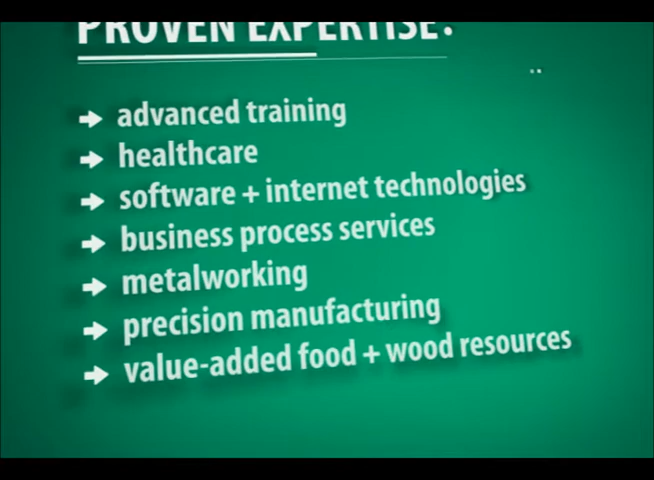 PROVEN EXPERTISE:
advanced training
healthcare
software + internet technologies
business process services
metalworking
precision manufacturing
value-added food + wood resources